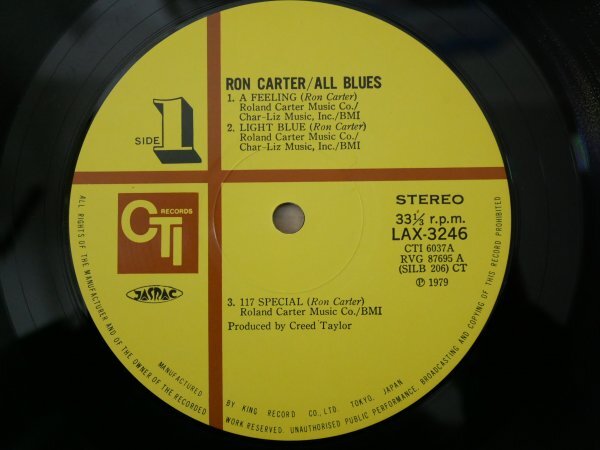 RON CARTER/ALL BLUES
1. A FEELING (Ron Carter)
Roland Carter Music Co./
Char-Liz Music, Inc./BMI
2. LIGHT BLUE (Ron Carter)
Roland Carter Music Co./
Char-Liz Music, Inc./BMI
SIDE 1
CTI RECORDS
JASRAC
STEREO
33⅓ r.p.m.
LAX-3246
CTI 6037A
RVG 87695 A
(SILB 206) CT
Ⓟ 1979
3. 117 SPECIAL (Ron Carter)
Roland Carter Music Co./BMI
Produced by Creed Taylor
MANUFACTURED BY KING RECORD CO., LTD. TOKYO, JAPAN
ALL RIGHTS OF THE MANUFACTURER AND OF THE OWNER OF THE RECORDED WORK RESERVED. UNAUTHORISED PUBLIC PERFORMANCE, BROADCASTING AND COPYING OF THIS RECORD PROHIBITED